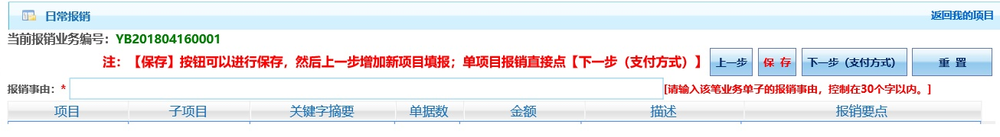 日常报销 返回我的项目
当前报销业务编号：YB201804160001
注：【保存】按钮可以进行保存，然后上一步增加新项目填报；单项目报销直接点【下一步（支付方式）】 上一步 保 存 下一步（支付方式） 重 置
报销事由：* [请输入该笔业务单子的报销事由，控制在30个字以内。]
项目 子项目 关键字摘要 单据数 金额 描述 报销要点